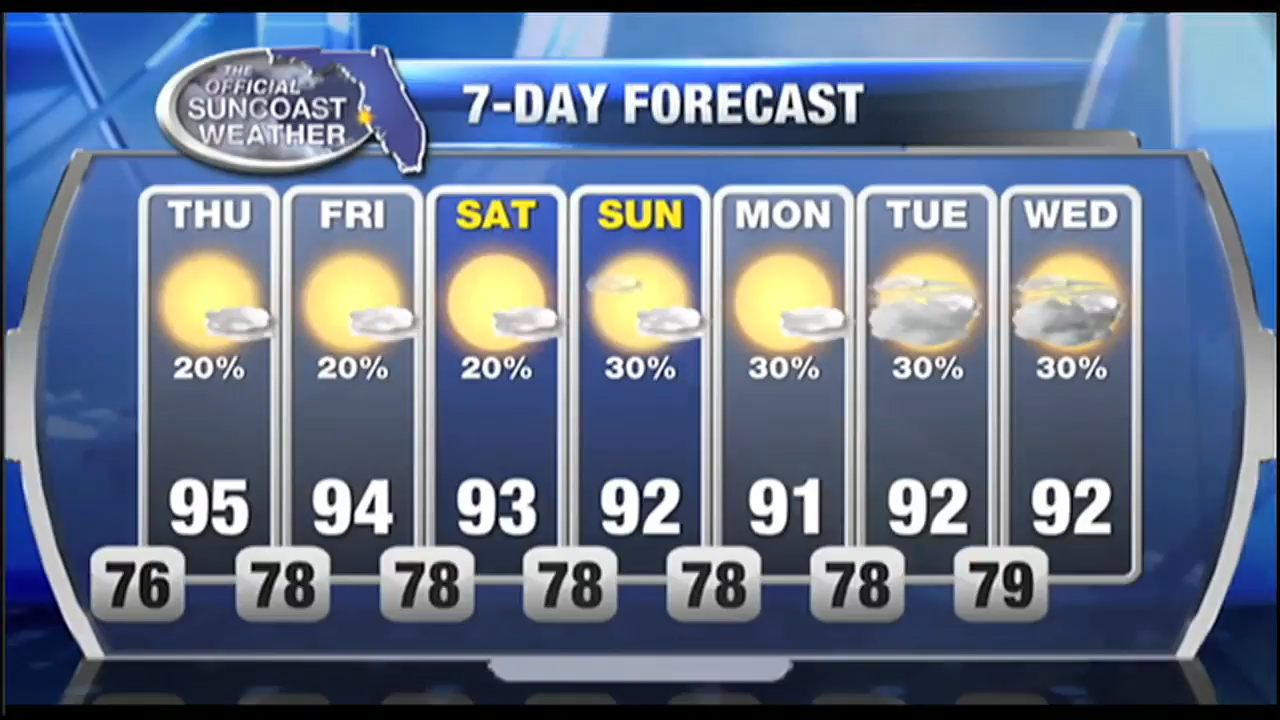 THE
OFFICIAL
SUNCOAST
WEATHER
7-DAY FORECAST
THU FRI SAT SUN MON TUE WED
20% 20% 20% 30% 30% 30% 30%
95 94 93 92 91 92 92
76 78 78 78 78 78 79